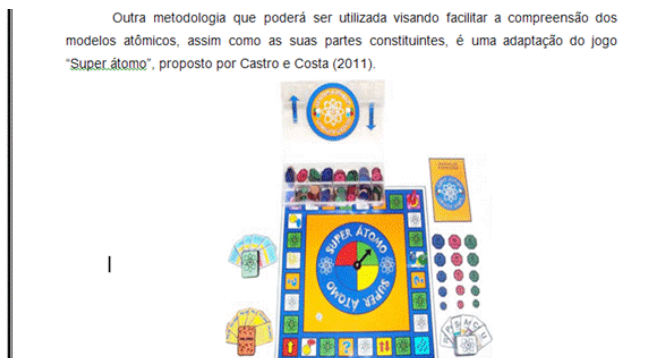 Outra metodologia que poderá ser utilizada visando facilitar a compreensão dos
modelos atômicos, assim como as suas partes constituintes, é uma adaptação do jogo
“Super átomo”, proposto por Castro e Costa (2011).
SUPER ÁTOMO
SUPER ÁTOMO